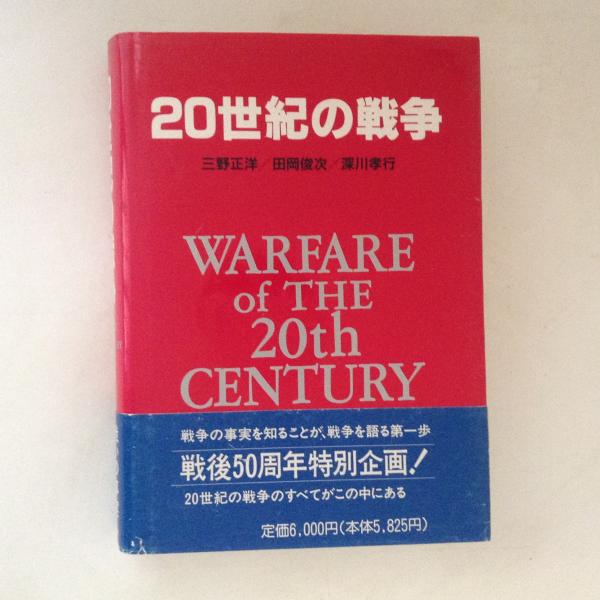 20世紀の戦争
三野正洋／田岡俊次／深川孝行
WARFARE
of THE
20th
CENTURY
戦争の事実を知ることが、戦争を語る第一歩
戦後50周年特別企画！
20世紀の戦争のすべてがこの中にある
定価6,000円（本体5,825円）